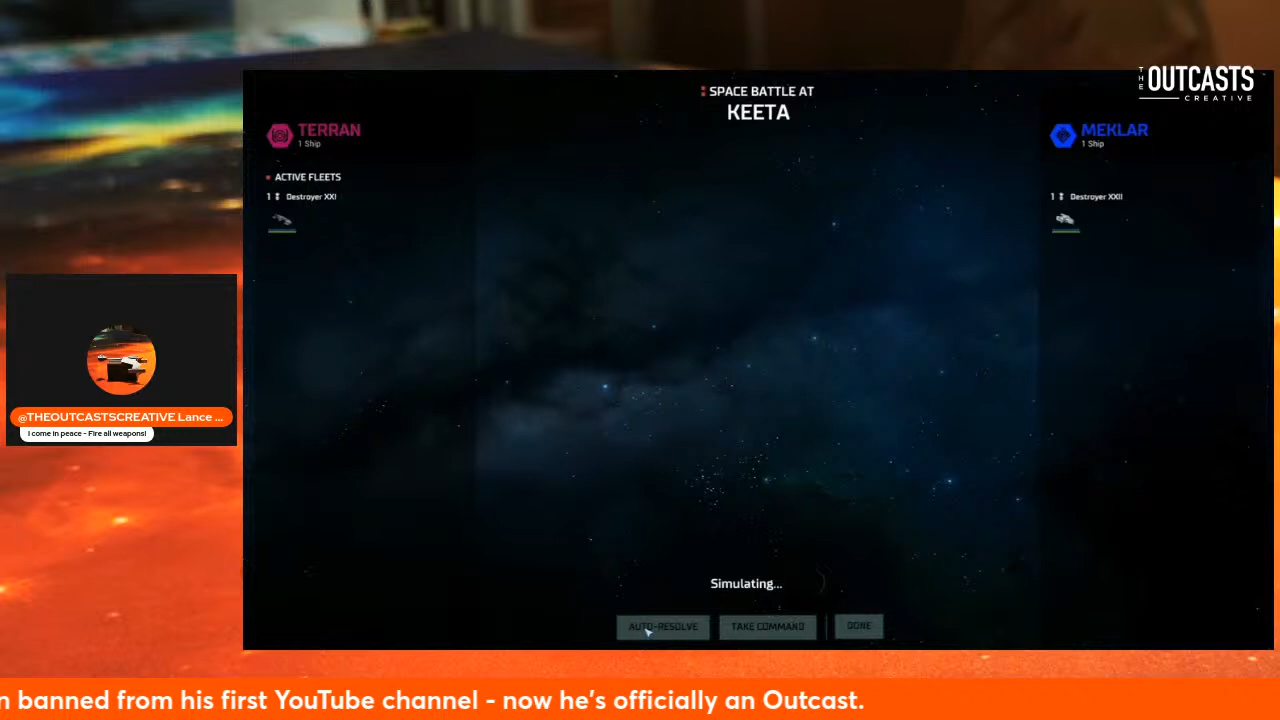 THE
OUTCASTS
CREATIVE
SPACE BATTLE AT
KEETA
TERRAN
1 Ship
ACTIVE FLEETS
1 Destroyer XXI
MEKLAR
1 Ship
1 Destroyer XXII
@THEOUTCASTSCREATIVE Lance ...
I come in peace - Fire all weapons!
Simulating...
AUTO-RESOLVE
TAKE COMMAND
DONE
n banned from his first YouTube channel - now he's officially an Outcast.